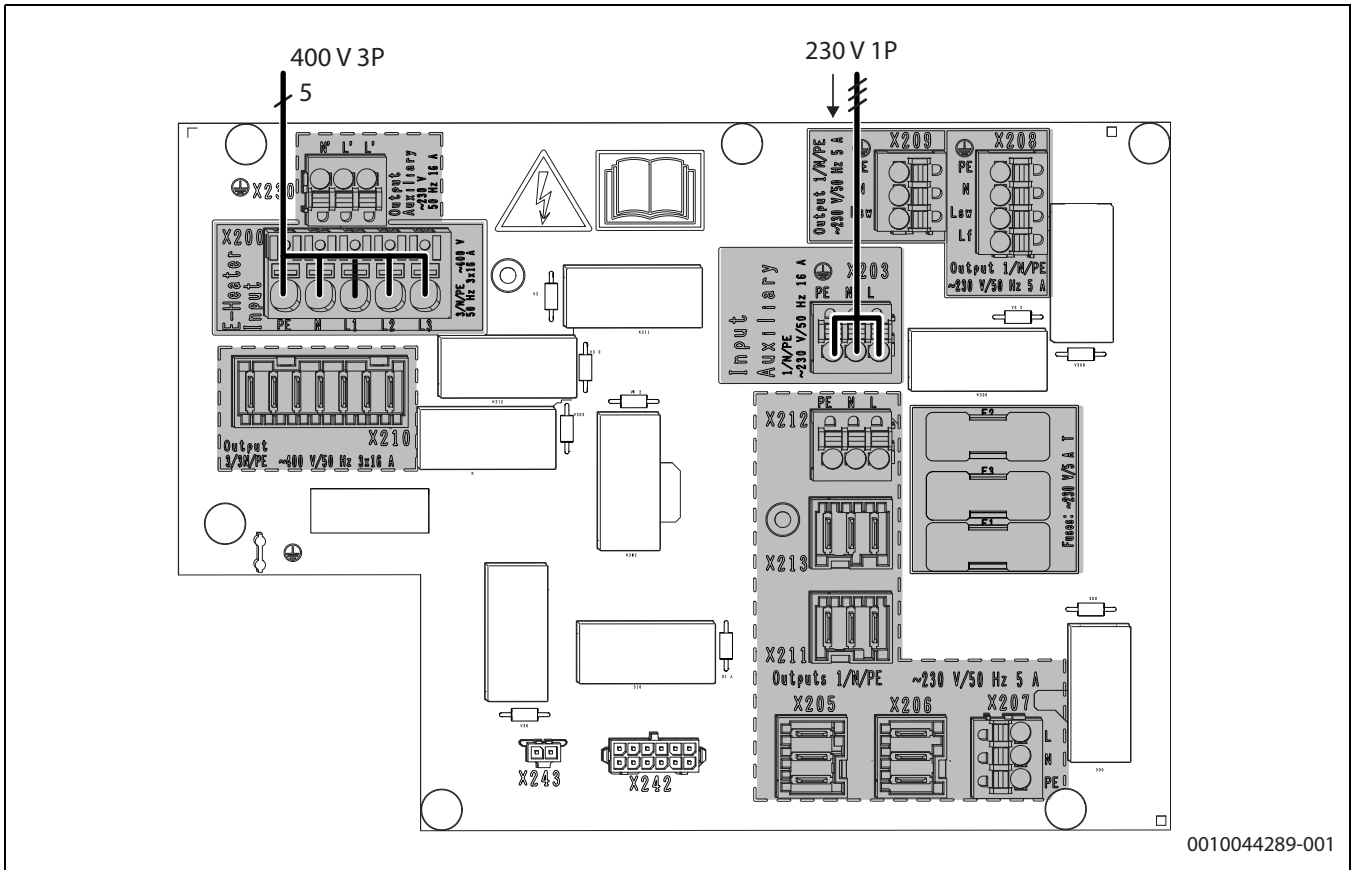 400 V 3P
5
230 V 1P
N' L' L'
X230
Output
Auxiliary
~230 V
50 Hz 16 A
X200
E-Heater
Input
PE N L1 L2 L3
3/N/PE ~400 V
50 Hz 3x16 A
X210
Output
3/3N/PE ~400 V/50 Hz 3x16 A
Output 1/N/PE
~230 V/50 Hz 5 A
X209
N
X208
PE
N
Lsw
Lf
Output 1/N/PE
~230 V/50 Hz 5 A
Input
Auxiliary
1/N/PE
~230 V/50 Hz 16 A
X203
PE N L
X212
PE N L
X213
X211
Fuses: ~230 V/5 A T
Outputs 1/N/PE ~230 V/50 Hz 5 A
X205
X206
X207
L
N
PE
X243
X242
K311
K312
0010044289-001